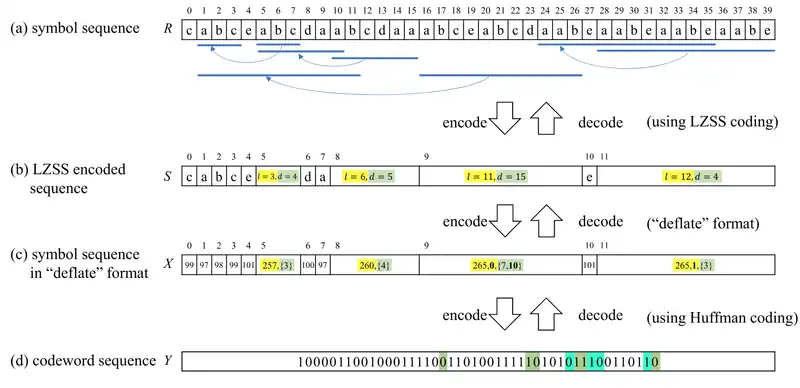 0 1 2 3 4 5 6 7 8 9 10 11 12 13 14 15 16 17 18 19 20 21 22 23 24 25 26 27 28 29 30 31 32 33 34 35 36 37 38 39
(a) symbol sequence R c a b c e a b c d a a b c d a a a b c e a b c d a a b e a a b e a a b e a a b e
encode decode (using LZSS coding)
0 1 2 3 4 5 6 7 8 9 10 11
(b) LZSS encoded S c a b c e l = 3, d = 4 d a l = 6, d = 5 l = 11, d = 15 e l = 12, d = 4
sequence
encode decode (“deflate” format)
0 1 2 3 4 5 6 7 8 9 10 11
(c) symbol sequence X 99 97 98 99 101 257,{3} 100 97 260,{4} 265,0,{7,10} 101 265,1,{3}
in “deflate” format
encode decode (using Huffman coding)
(d) codeword sequence Y